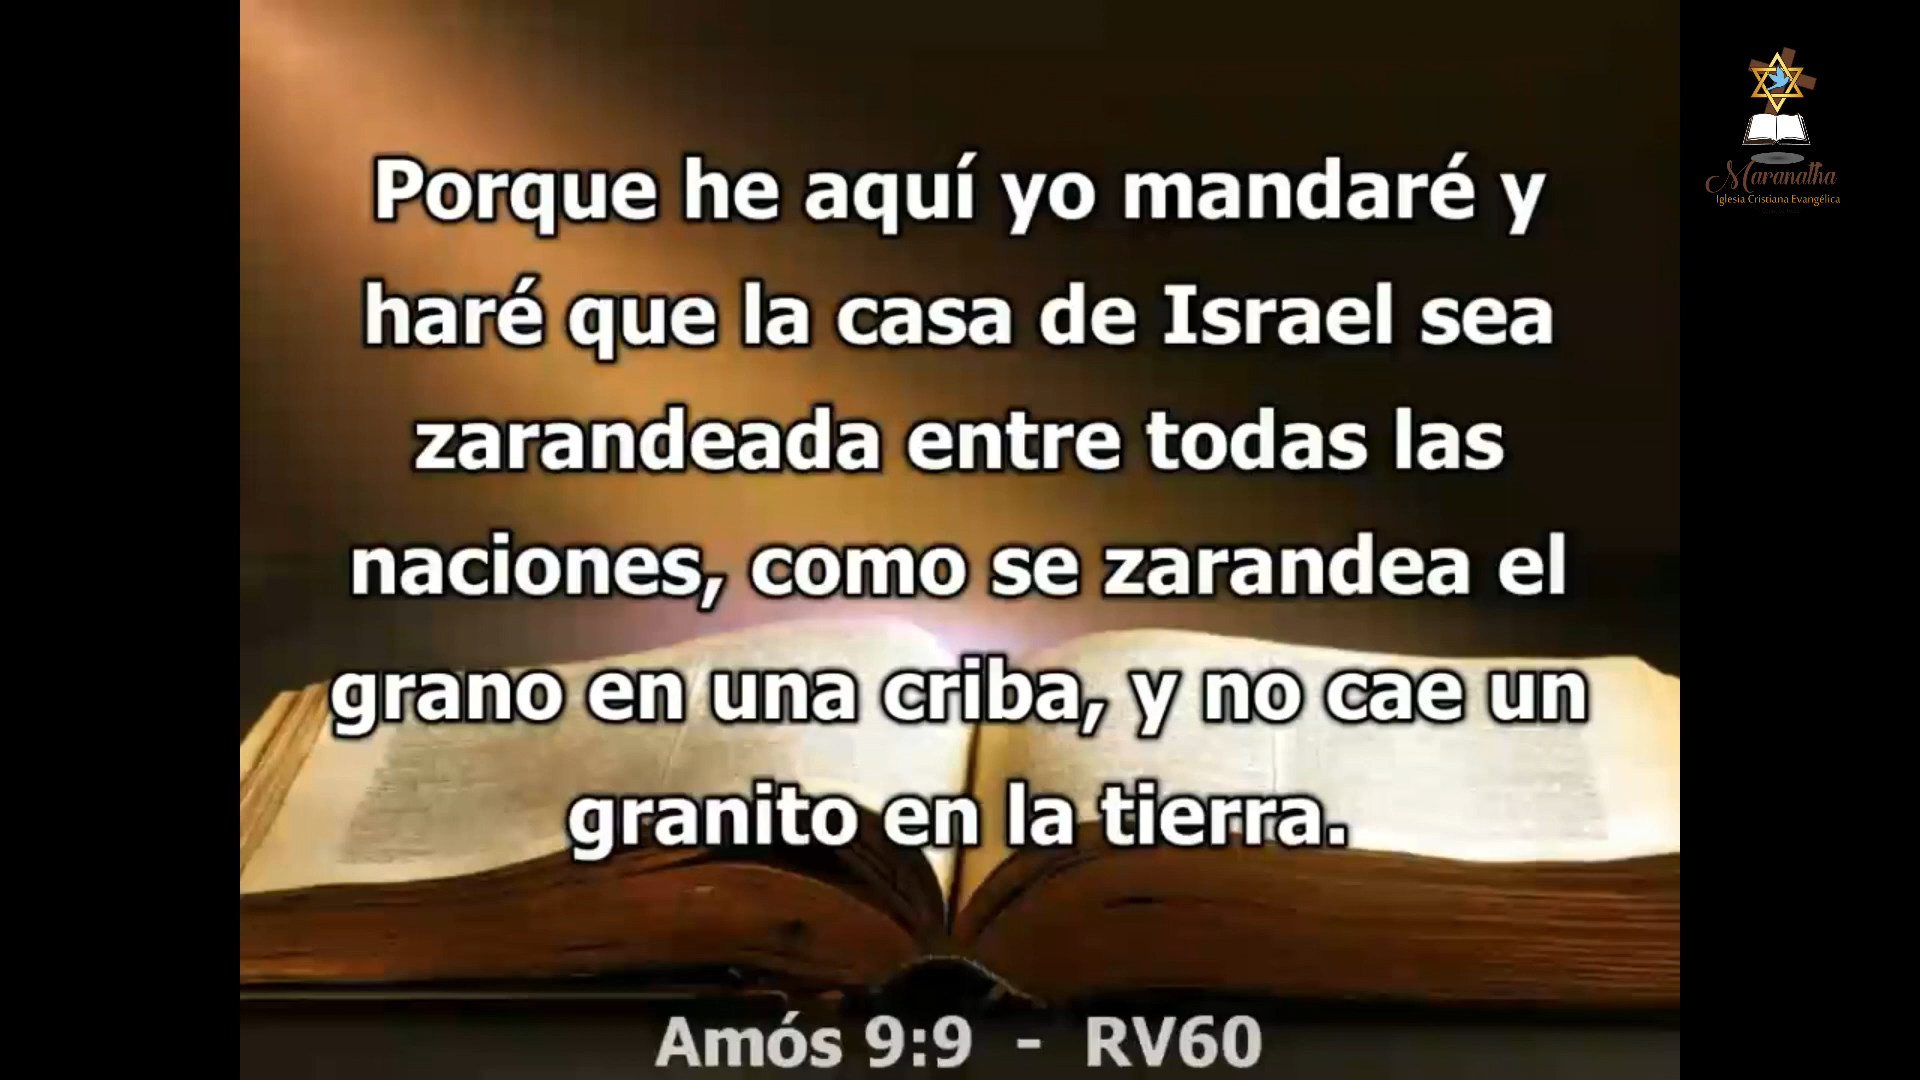 Porque he aquí yo mandaré y
haré que la casa de Israel sea
zarandeada entre todas las
naciones, como se zarandea el
grano en una criba, y no cae un
granito en la tierra.
Amós 9:9 - RV60
Maranatha
Iglesia Cristiana Evangélica